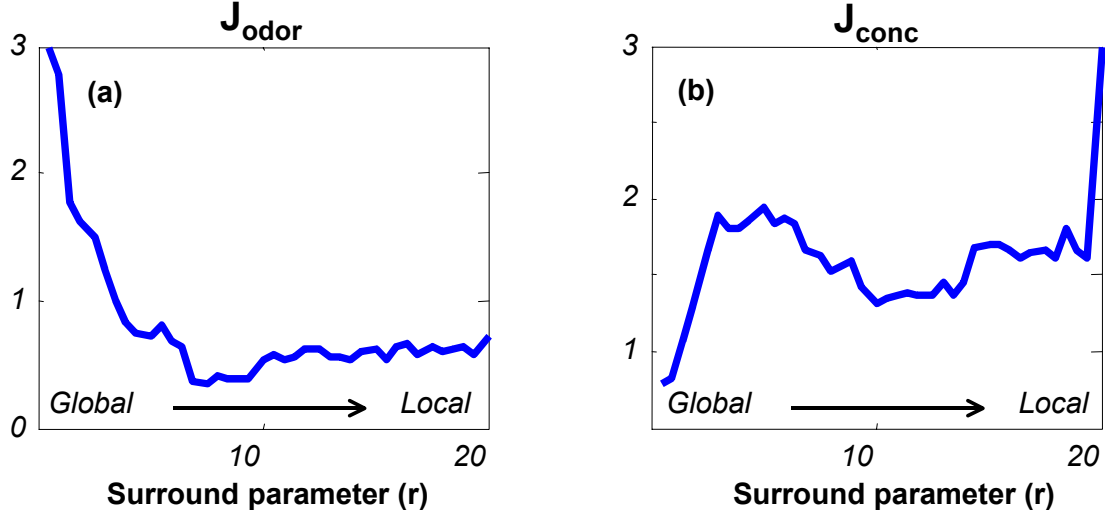 J_odor
3
(a)
2
1
Global Local
0
10 20
Surround parameter (r)
J_conc
3
(b)
2
1
Global Local
10 20
Surround parameter (r)